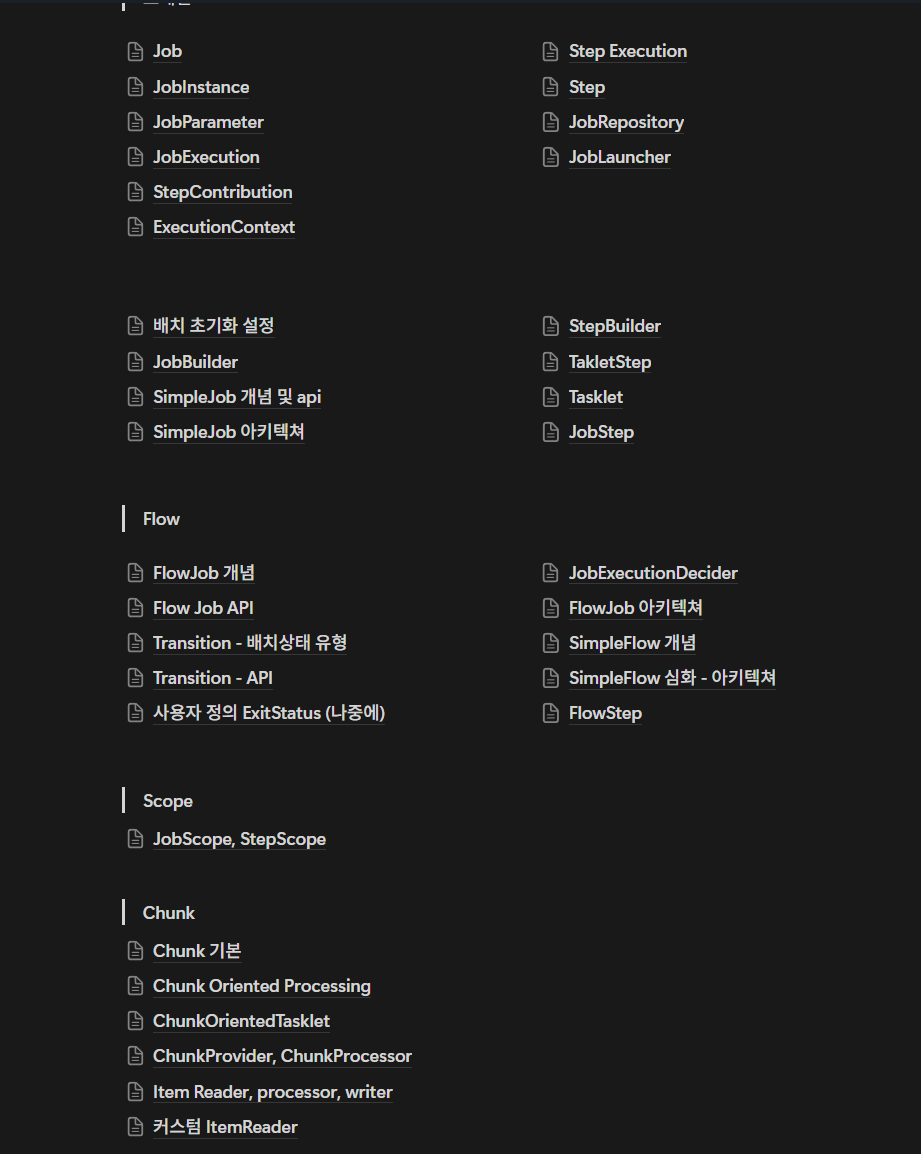 Job
JobInstance
JobParameter
JobExecution
StepContribution
ExecutionContext
Step Execution
Step
JobRepository
JobLauncher
배치 초기화 설정
JobBuilder
SimpleJob 개념 및 api
SimpleJob 아키텍쳐
StepBuilder
TakletStep
Tasklet
JobStep
Flow
FlowJob 개념
Flow Job API
Transition - 배치상태 유형
Transition - API
사용자 정의 ExitStatus (나중에)
JobExecutionDecider
FlowJob 아키텍쳐
SimpleFlow 개념
SimpleFlow 심화 - 아키텍쳐
FlowStep
Scope
JobScope, StepScope
Chunk
Chunk 기본
Chunk Oriented Processing
ChunkOrientedTasklet
ChunkProvider, ChunkProcessor
Item Reader, processor, writer
커스텀 ItemReader